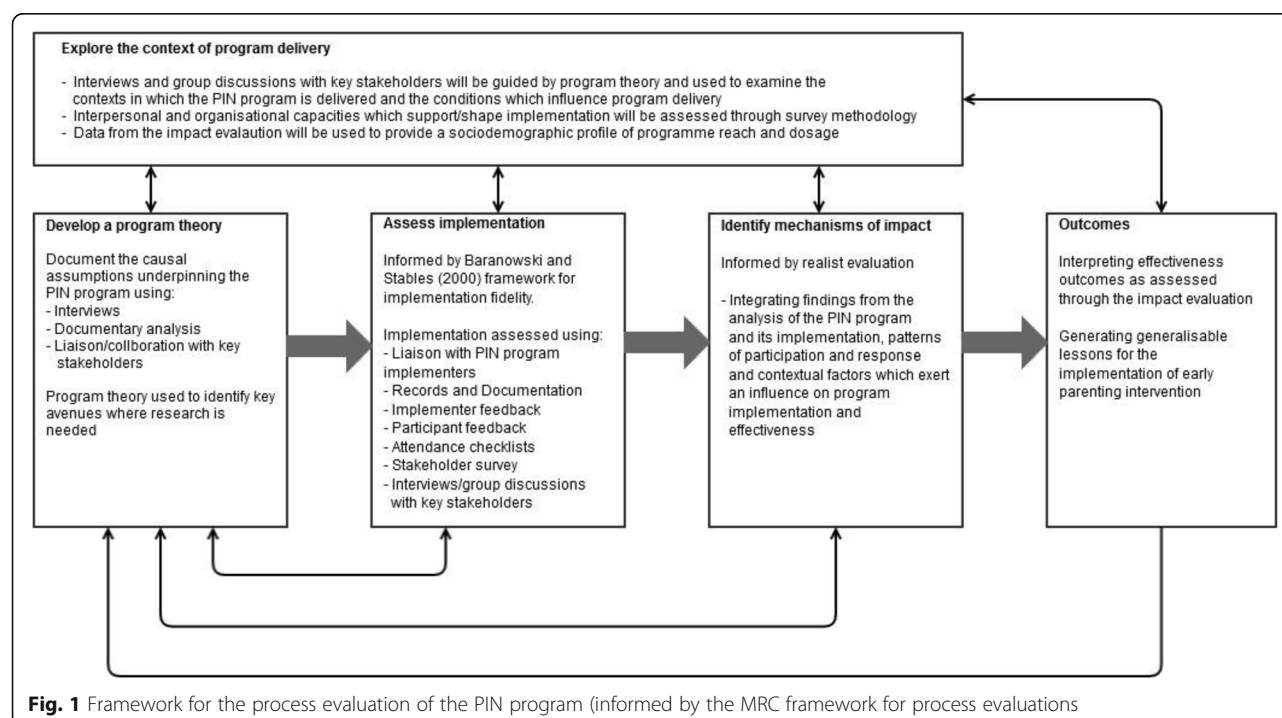 Explore the context of program delivery
- Interviews and group discussions with key stakeholders will be guided by program theory and used to examine the
contexts in which the PIN program is delivered and the conditions which influence program delivery
- Interpersonal and organisational capacities which support/shape implementation will be assessed through survey methodology
- Data from the impact evalaution will be used to provide a sociodemographic profile of programme reach and dosage
Develop a program theory
Document the causal
assumptions underpinning the
PIN program using:
- Interviews
- Documentary analysis
- Liaison/collboration with key
stakeholders
Program theory used to identify key
avenues where research is
needed
Assess implementation
Informed by Baranowski and
Stables (2000) framework for
implementation fidelity.
Implementation assessed using:
- Liaison with PIN program
implementers
- Records and Documentation
- Implementer feedback
- Participant feedback
- Attendance checklists
- Stakeholder survey
- Interviews/group discussions
with key stakeholders
Identify mechanisms of impact
Informed by realist evaluation
- Integrating findings from the
analysis of the PIN program
and its implementation, patterns
of participation and response
and contextual factors which exert
an influence on program
implementation and
effectiveness
Outcomes
Interpreting effectiveness
outcomes as assessed
through the impact evaluation
Generating generalisable
lessons for the
implementation of early
parenting intervention
Fig. 1 Framework for the process evaluation of the PIN program (informed by the MRC framework for process evaluations